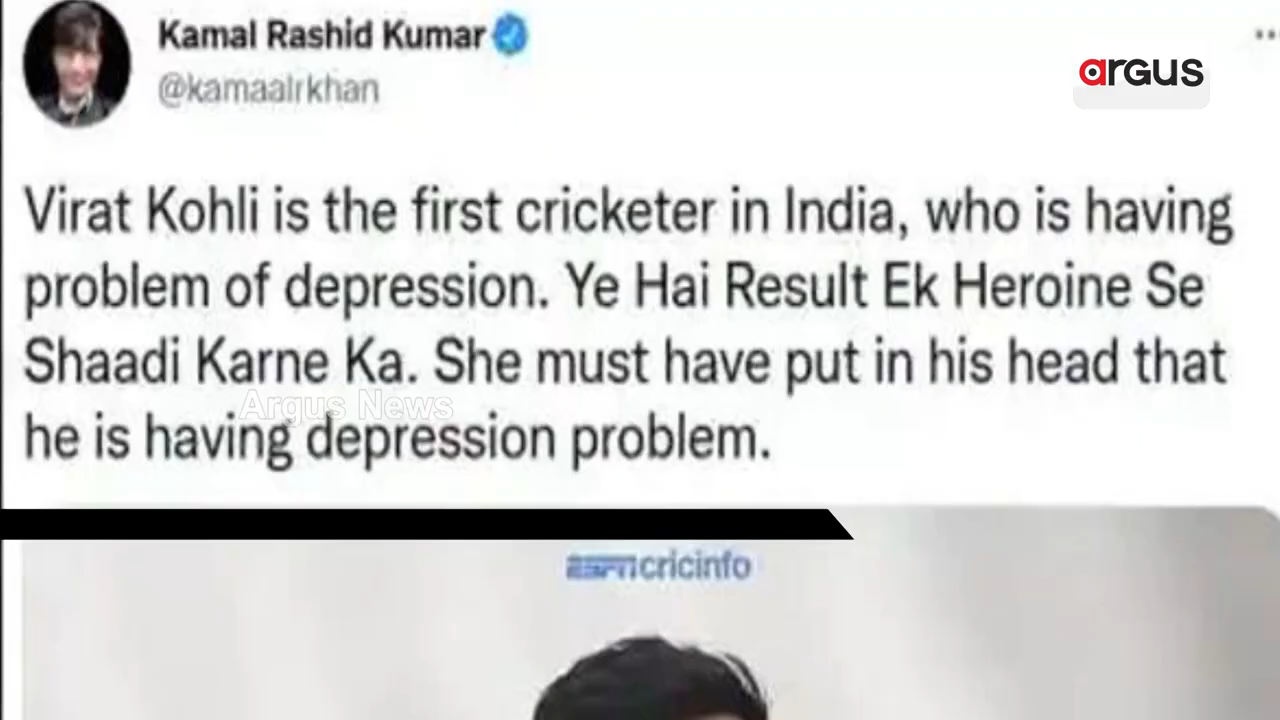 Kamal Rashid Kumar
@kamaalrkhan
argus
Virat Kohli is the first cricketer in India, who is having
problem of depression. Ye Hai Result Ek Heroine Se
Shaadi Karne Ka. She must have put in his head that
Argus News
he is having depression problem.
ESPNcricinfo